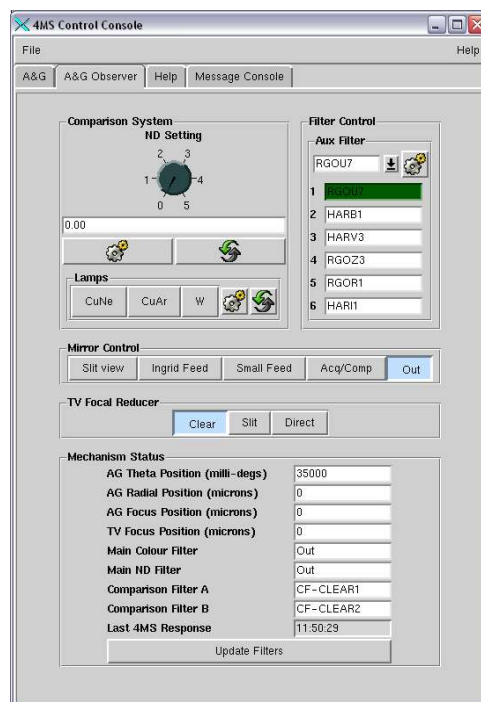 4MS Control Console
File Help
A&G A&G Observer Help Message Console
Comparison System
ND Setting
2 3
1 4
0 5
0.00
Lamps
CuNe CuAr W
Filter Control
Aux Filter
RGOU7
1 RGOU7
2 HARB1
3 HARV3
4 RGOZ3
5 RGOR1
6 HARI1
Mirror Control
Slit view Ingrid Feed Small Feed Acq/Comp Out
TV Focal Reducer
Clear Slit Direct
Mechanism Status
AG Theta Position (milli-degs) 35000
AG Radial Position (microns) 0
AG Focus Position (microns) 0
TV Focus Position (microns) 0
Main Colour Filter Out
Main ND Filter Out
Comparison Filter A CF-CLEAR1
Comparison Filter B CF-CLEAR2
Last 4MS Response 11:50:29
Update Filters